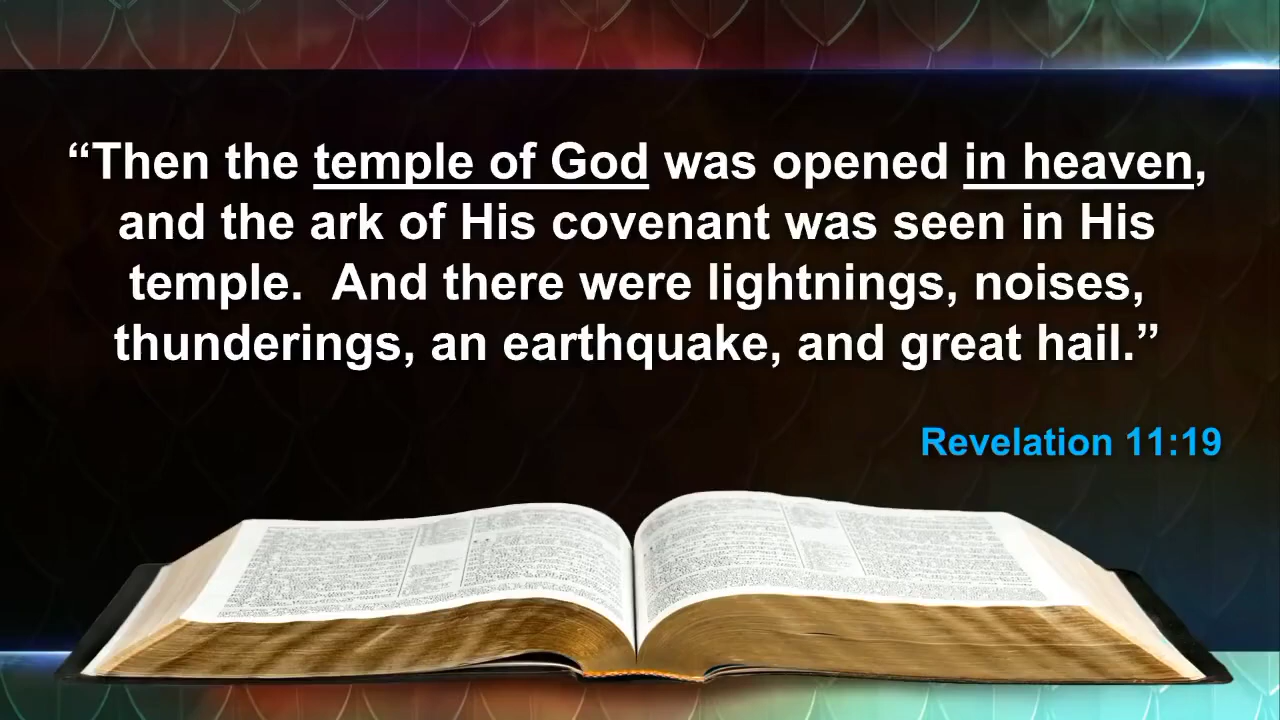 “Then the temple of God was opened in heaven,
and the ark of His covenant was seen in His
temple.  And there were lightnings, noises,
thunderings, an earthquake, and great hail.”
Revelation 11:19